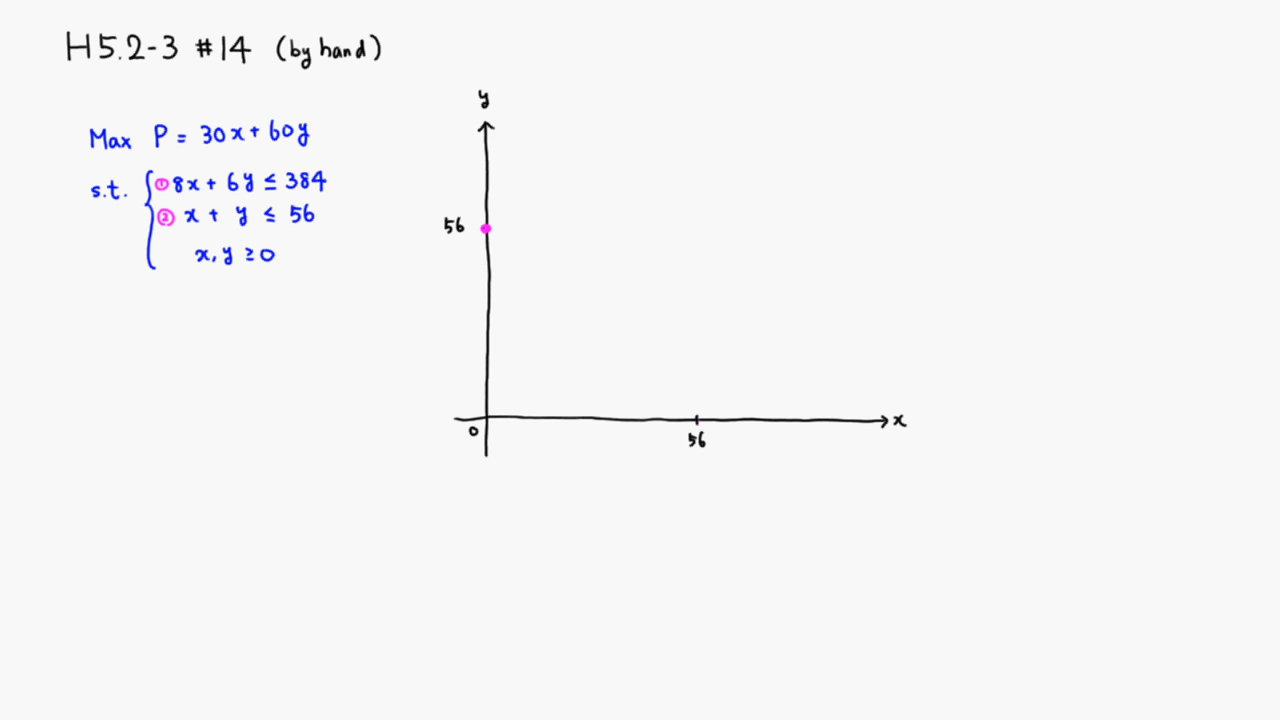 H5.2-3 #14 (by hand)
Max P = 30x + 60y
s.t. ① 8x + 6y ≤ 384
② x + y ≤ 56
x, y ≥ 0
y
56
0
56
x